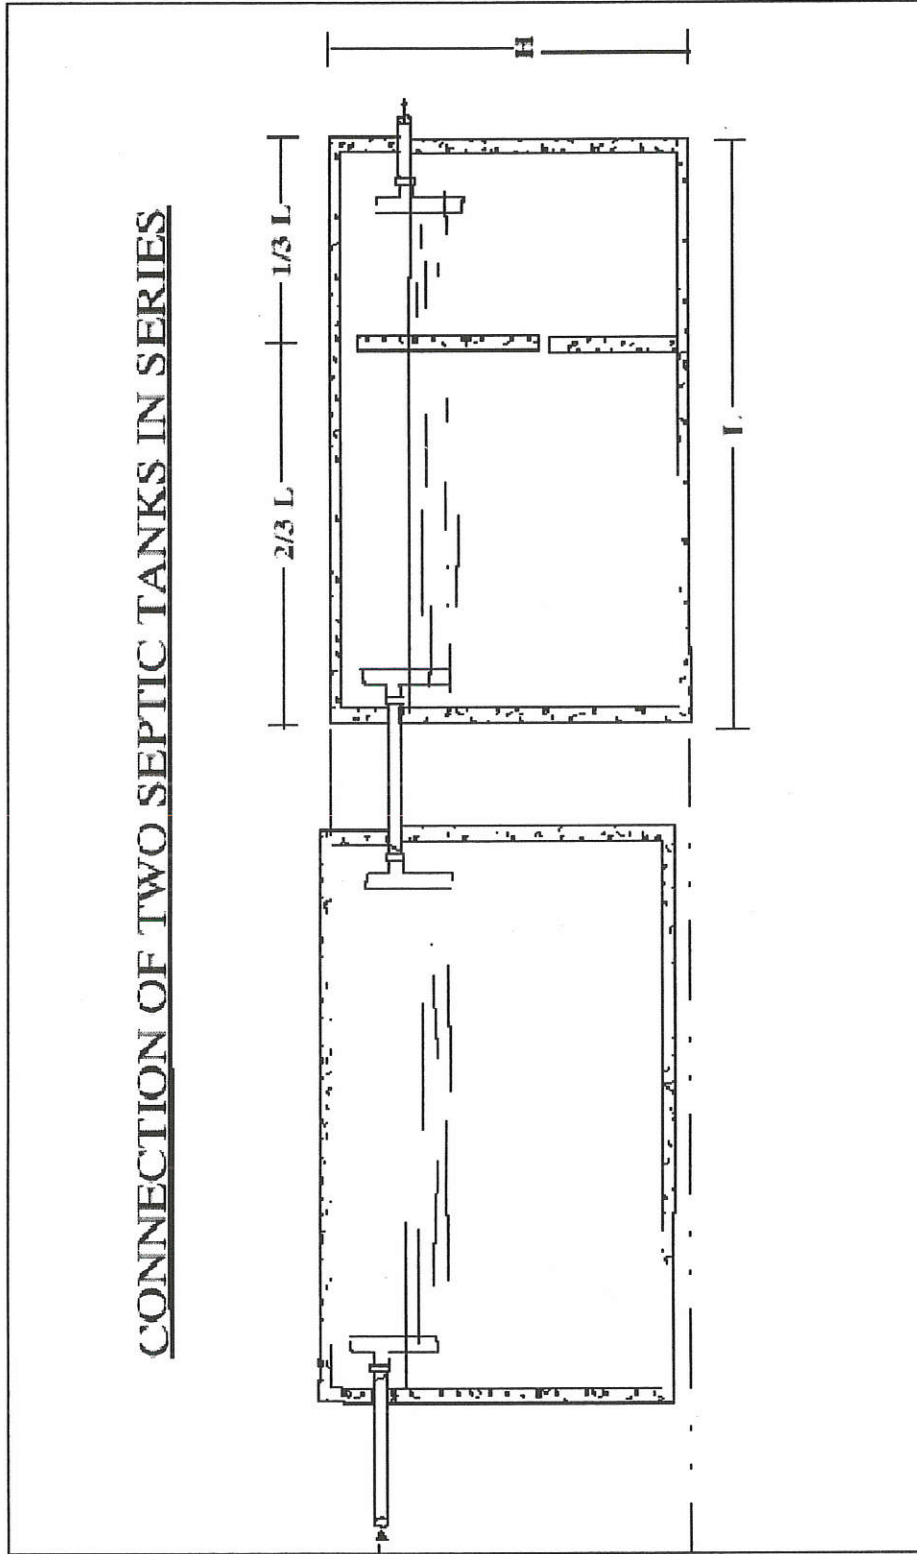 CONNECTION OF TWO SEPTIC TANKS IN SERIES
2/3 L
1/3 L
H
L